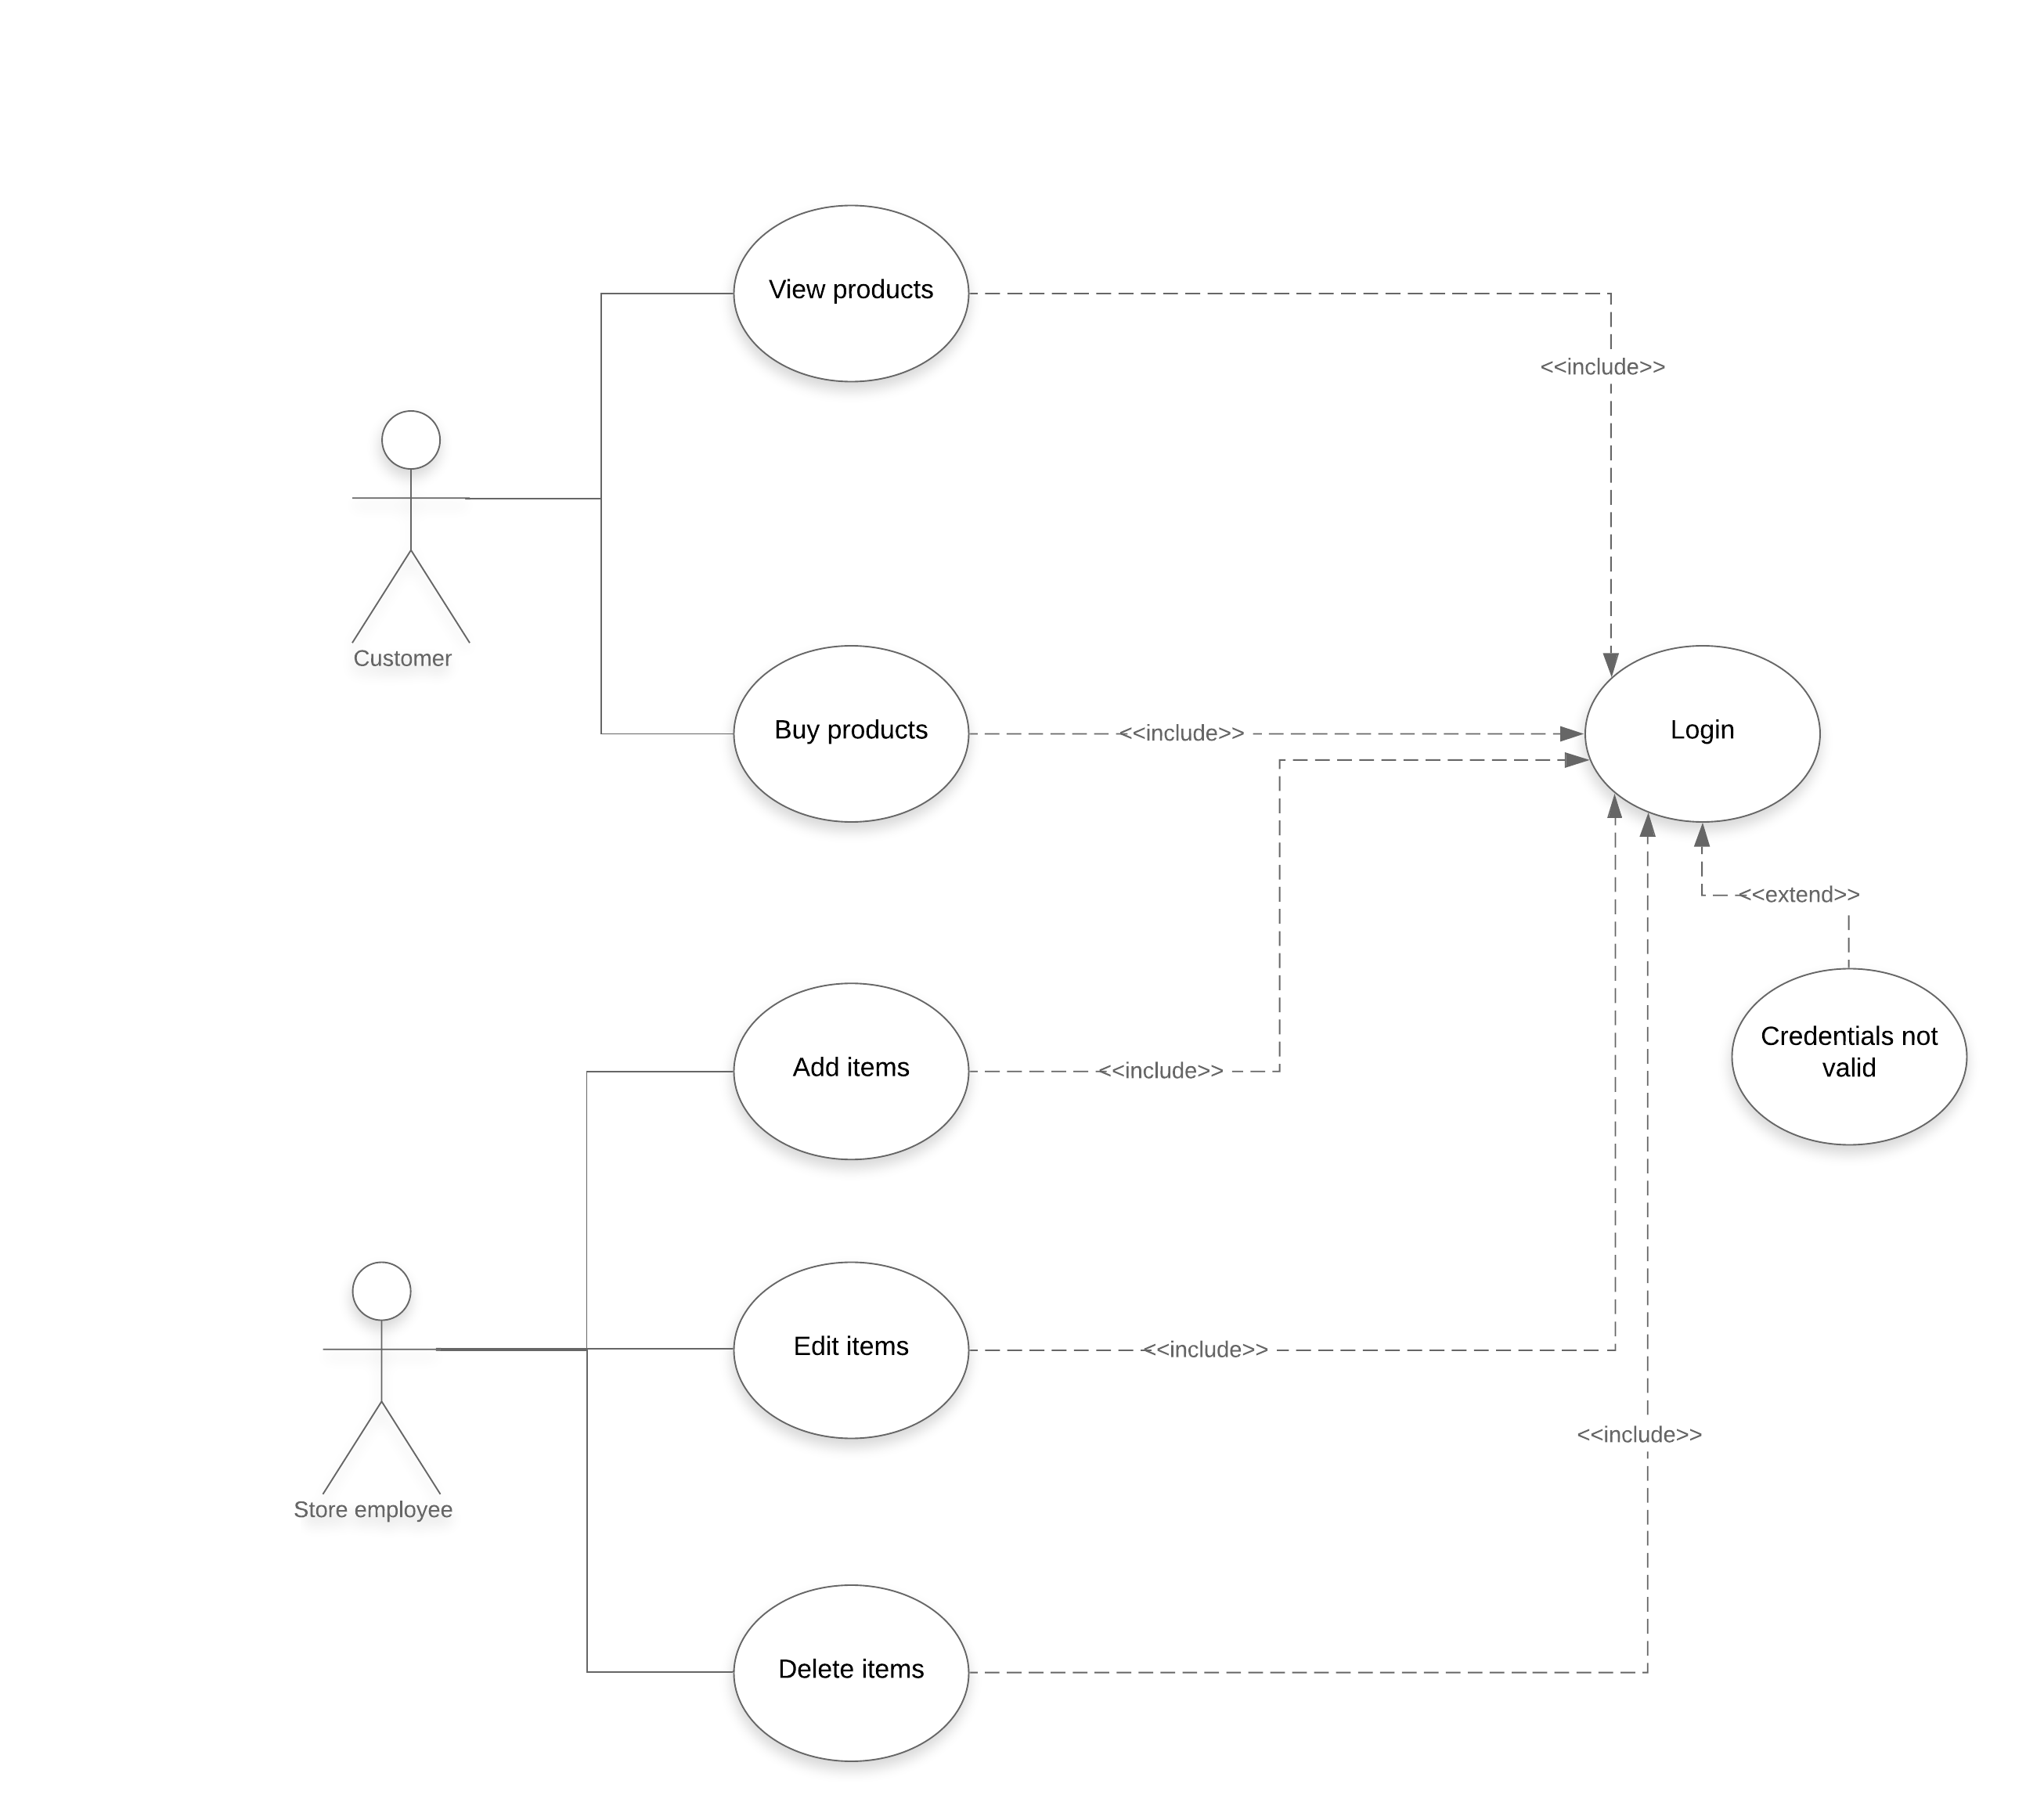 View products
<<include>>
Customer
Buy products
<<include>>
Login
<<extend>>
Credentials not
valid
Add items
<<include>>
Edit items
<<include>>
<<include>>
Store employee
Delete items